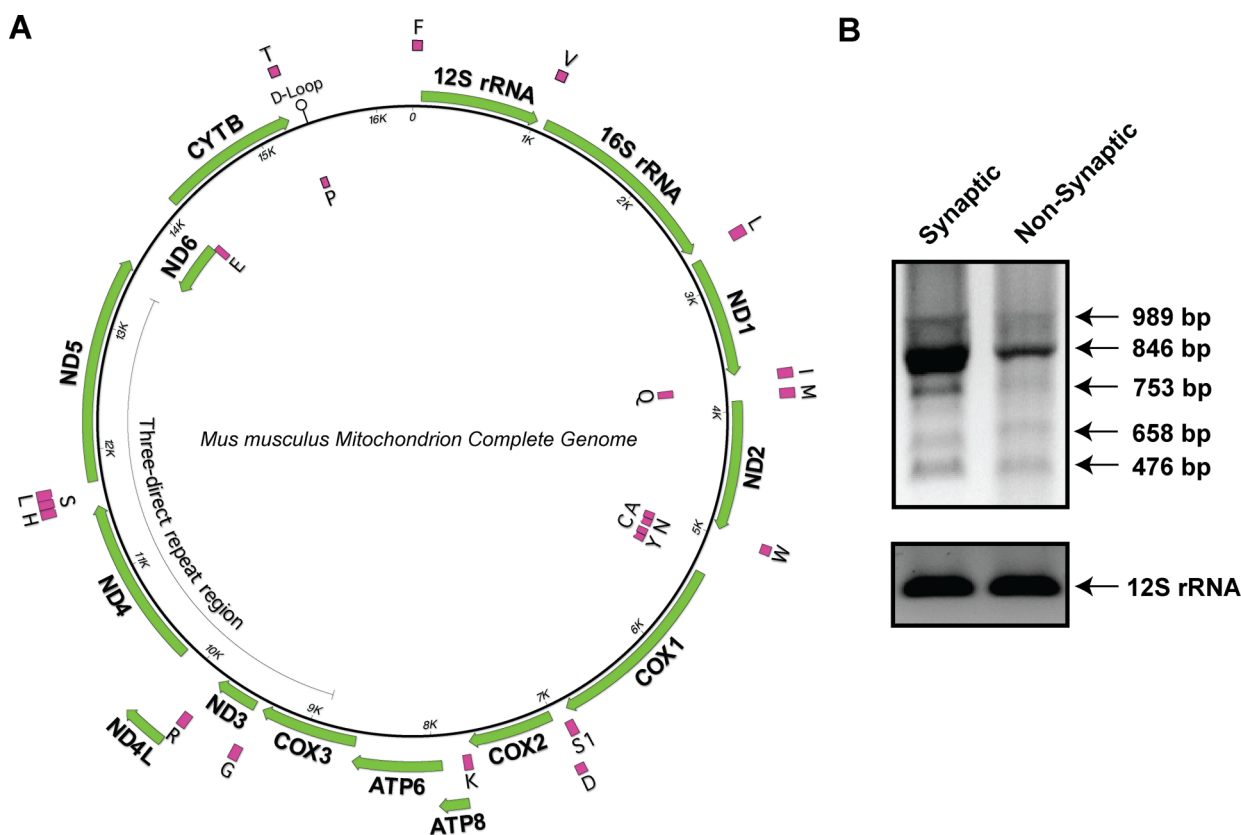 A
F
V
T
D-Loop
12S rRNA
16K
0
1K
CYTB
15K
16S rRNA
P
2K
14K
L
ND6
E
3K
ND1
ND5
13K
I
M
Q
4K
Mus musculus Mitochondrion Complete Genome
ND2
12K
Three-direct repeat region
L
H
S
C
A
Y
N
5K
W
ND4
11K
6K
COX1
10K
7K
ND3
9K
8K
S1
ND4L
R
G
COX3
COX2
D
ATP6
K
ATP8
B
Synaptic
Non-Synaptic
989 bp
846 bp
753 bp
658 bp
476 bp
12S rRNA